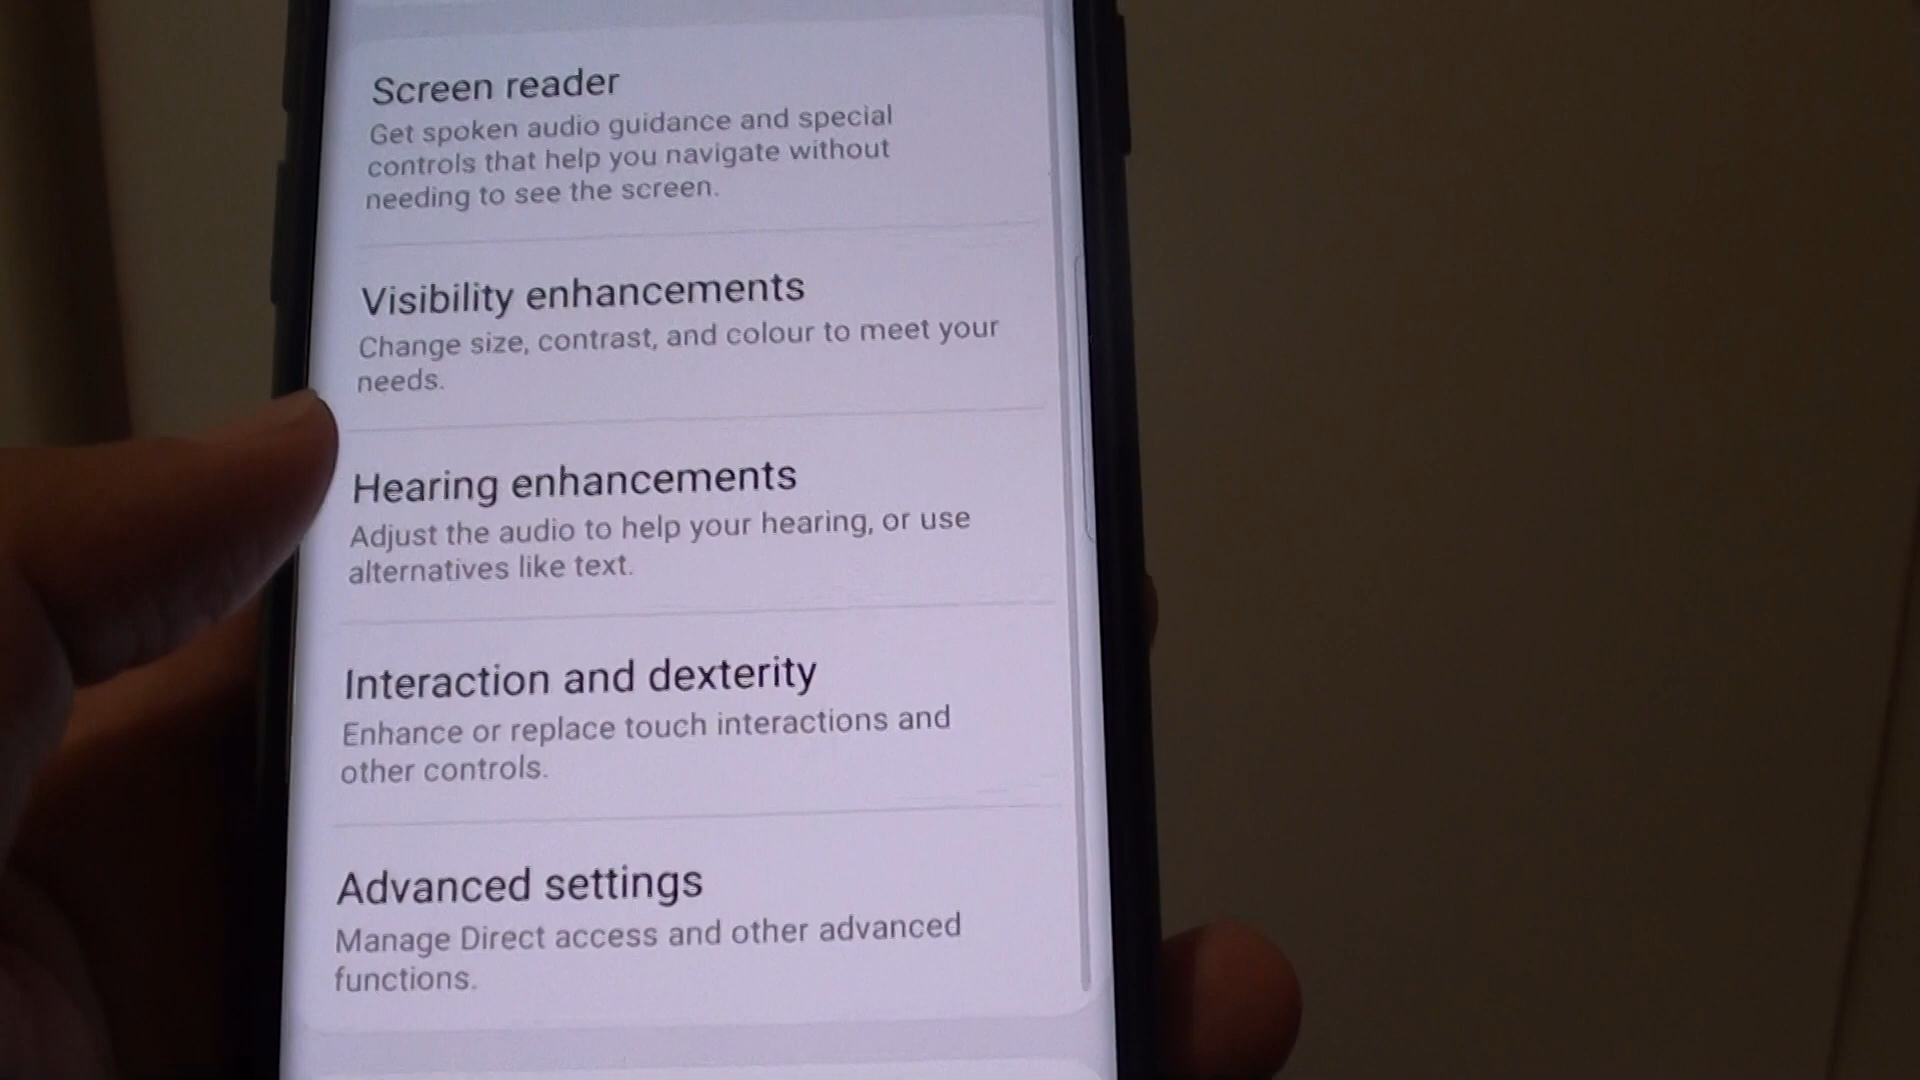 Screen reader
Get spoken audio guidance and special
controls that help you navigate without
needing to see the screen.
Visibility enhancements
Change size, contrast, and colour to meet your
needs.
Hearing enhancements
Adjust the audio to help your hearing, or use
alternatives like text.
Interaction and dexterity
Enhance or replace touch interactions and
other controls.
Advanced settings
Manage Direct access and other advanced
functions.